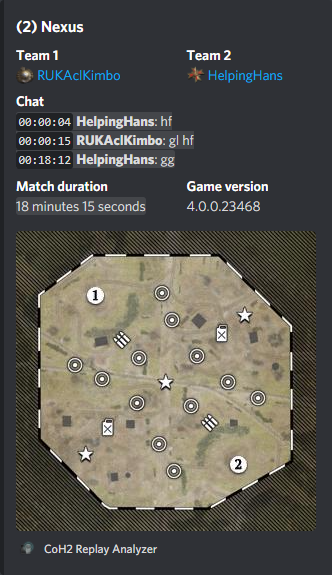 (2) Nexus
Team 1 Team 2
RUKAclKimbo HelpingHans
Chat
00:00:04 HelpingHans: hf
00:00:15 RUKAclKimbo: gl hf
00:18:12 HelpingHans: gg
Match duration Game version
18 minutes 15 seconds 4.0.0.23468
1
2
CoH2 Replay Analyzer